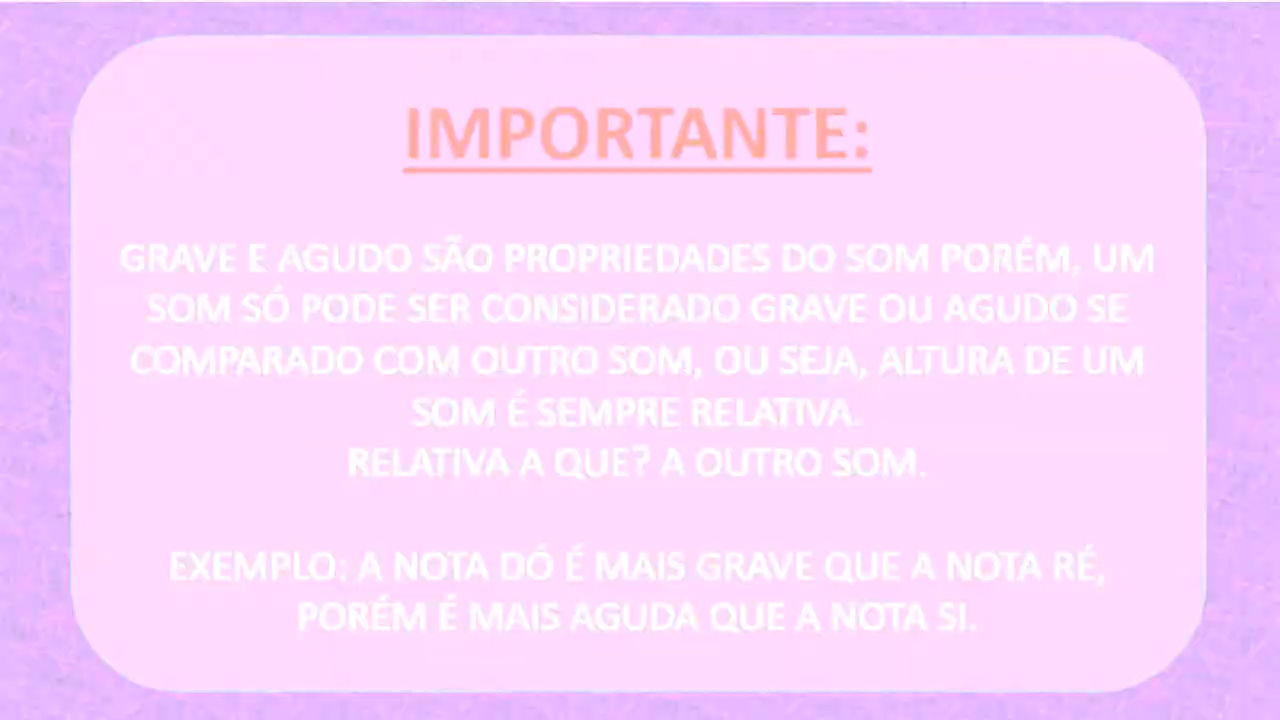 IMPORTANTE:
GRAVE E AGUDO SÃO PROPRIEDADES DO SOM PORÉM, UM
SOM SÓ PODE SER CONSIDERADO GRAVE OU AGUDO SE
COMPARADO COM OUTRO SOM, OU SEJA, ALTURA DE UM
SOM É SEMPRE RELATIVA.
RELATIVA A QUE? A OUTRO SOM.
EXEMPLO: A NOTA DÓ É MAIS GRAVE QUE A NOTA RÉ,
PORÉM É MAIS AGUDA QUE A NOTA SI.